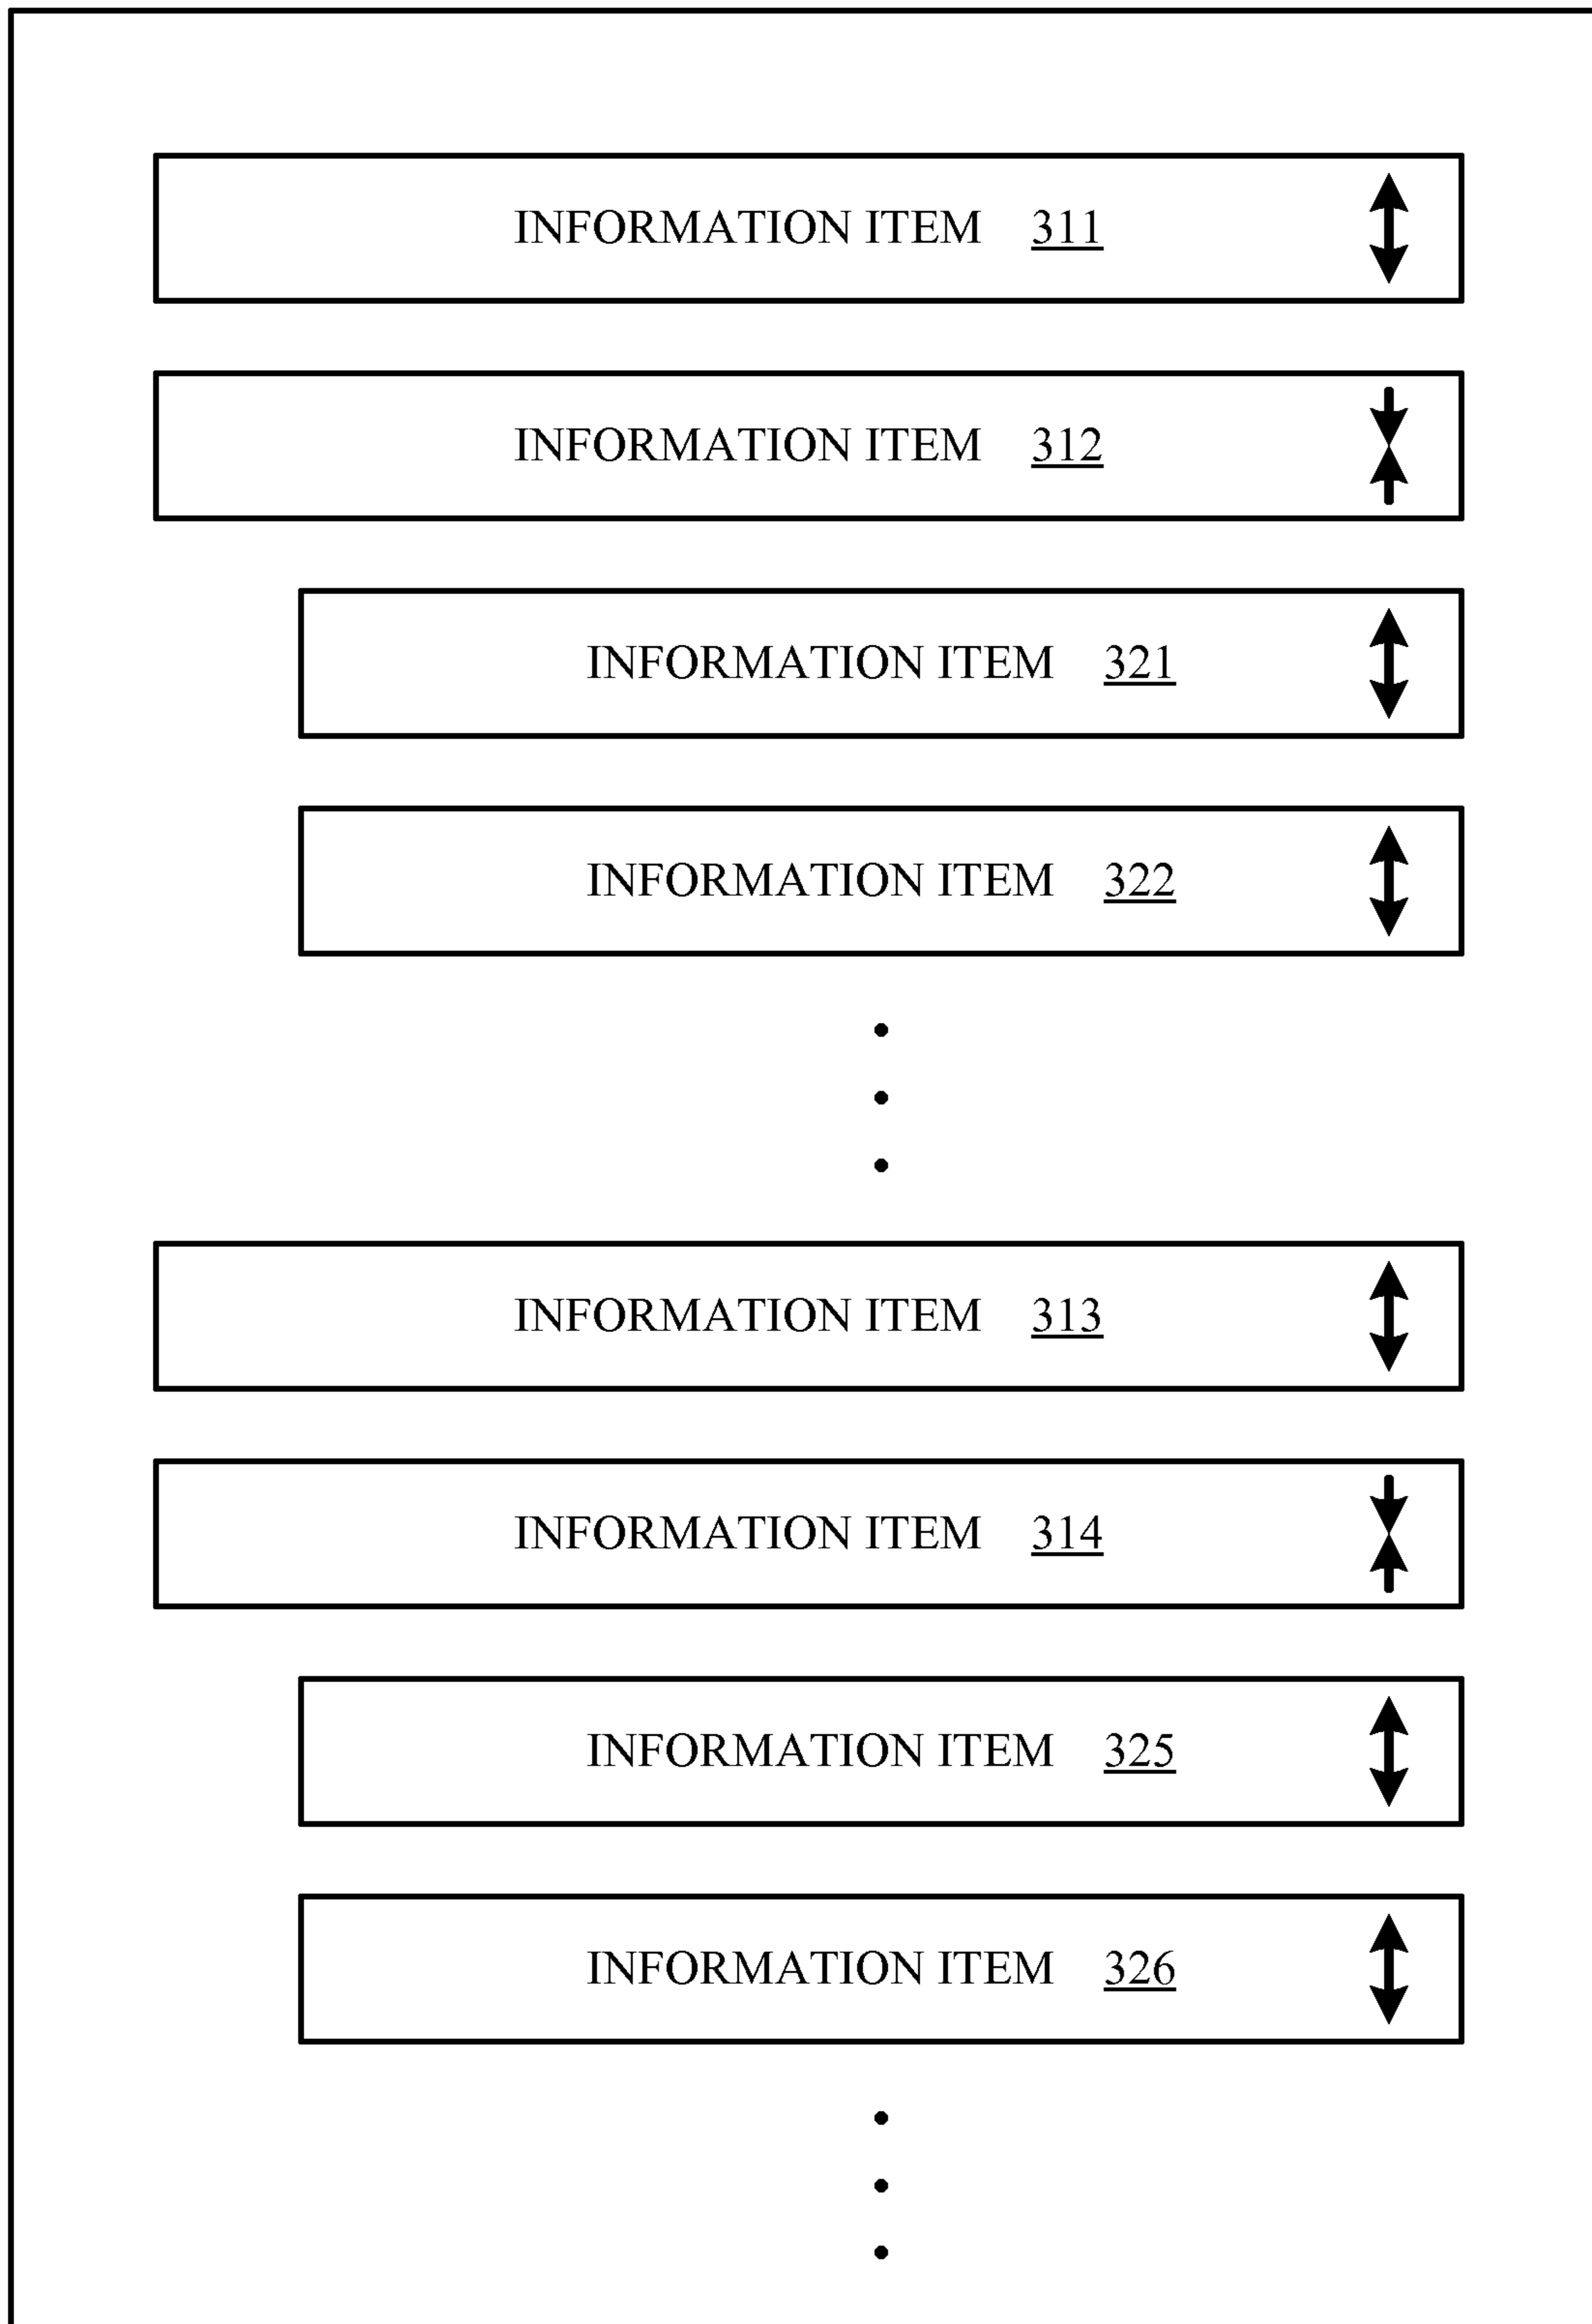 INFORMATION ITEM 311
INFORMATION ITEM 312
INFORMATION ITEM 321
INFORMATION ITEM 322
INFORMATION ITEM 313
INFORMATION ITEM 314
INFORMATION ITEM 325
INFORMATION ITEM 326